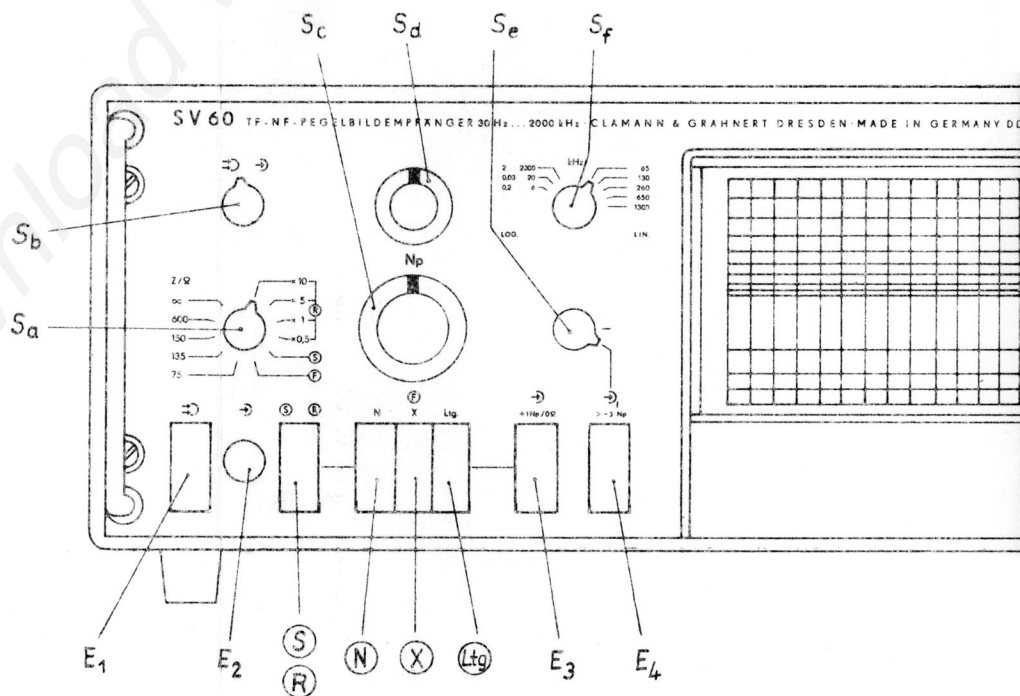 Sc Sd Se Sf
SV 60 TF-NF-PEGELBILDEMPFÄNGER 30 Hz...2000 kHz · CLAMANN & GRAHNERT DRESDEN · MADE IN GERMANY DD
kHz
2 2000 65
0,03 20 130
0,2 6 260
650
1300
LOG. LIN.
Sb
Np
Z/Ω × 10
∞ × 5
R
600 × 1
150 × 0,5
135 S
75 F
Sa
F
S R N X Ltg. +1Np/0Ω > -3 Np
f
E1 E2 S R N X Ltg E3 E4